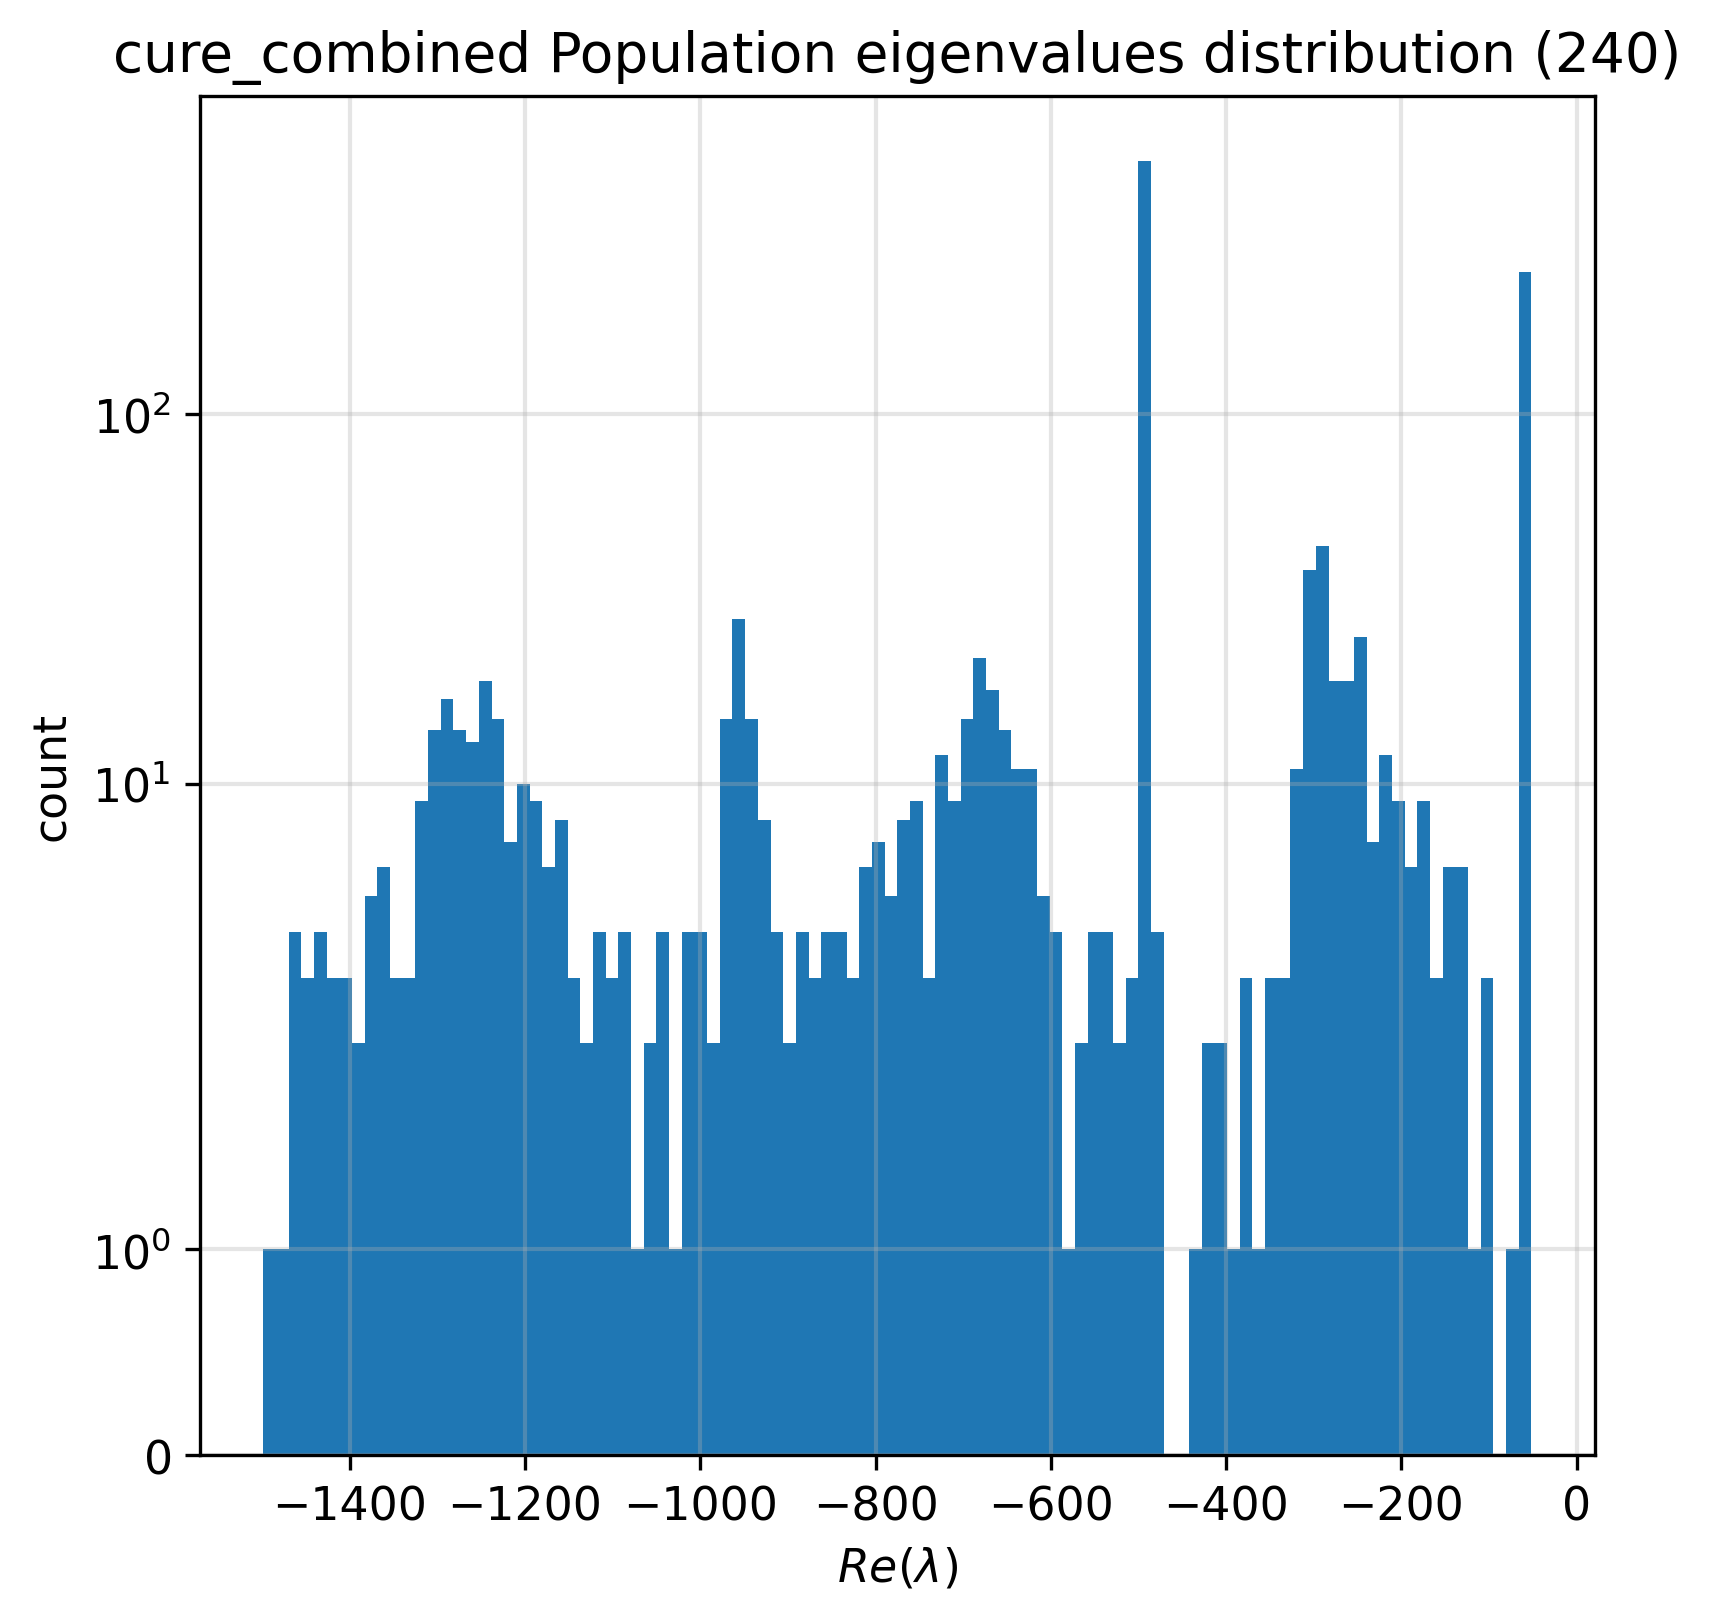 cure_combined Population eigenvalues distribution (240)
count
10²
10¹
10⁰
0
−1400 −1200 −1000 −800 −600 −400 −200 0
Re(λ)